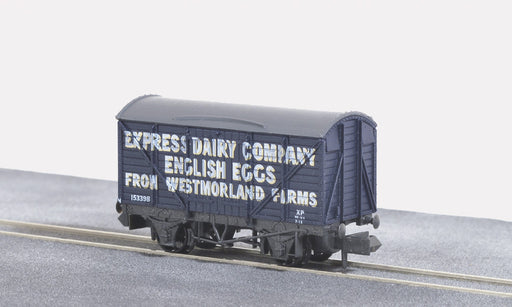 EXPRESS DAIRY COMPANY
ENGLISH EGGS
FROM WESTMORLAND FARMS
153398
XP